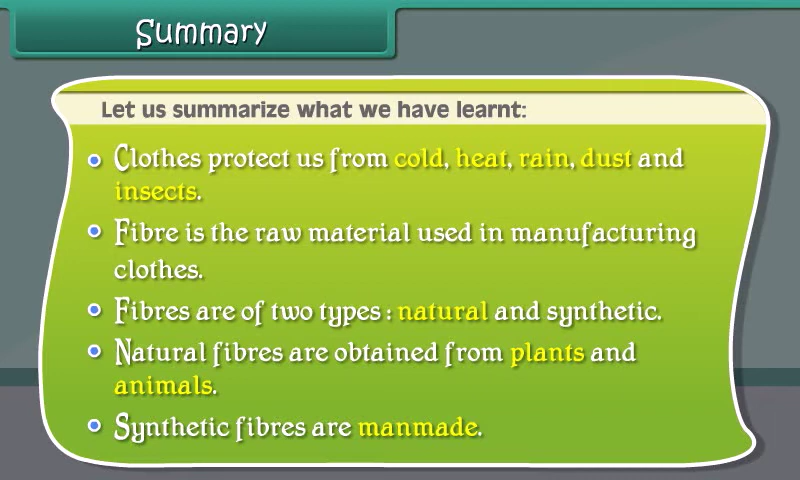 Summary
Let us summarize what we have learnt:
Clothes protect us from cold, heat, rain, dust and
insects.
Fibre is the raw material used in manufacturing
clothes.
Fibres are of two types : natural and synthetic.
Natural fibres are obtained from plants and
animals.
Synthetic fibres are manmade.